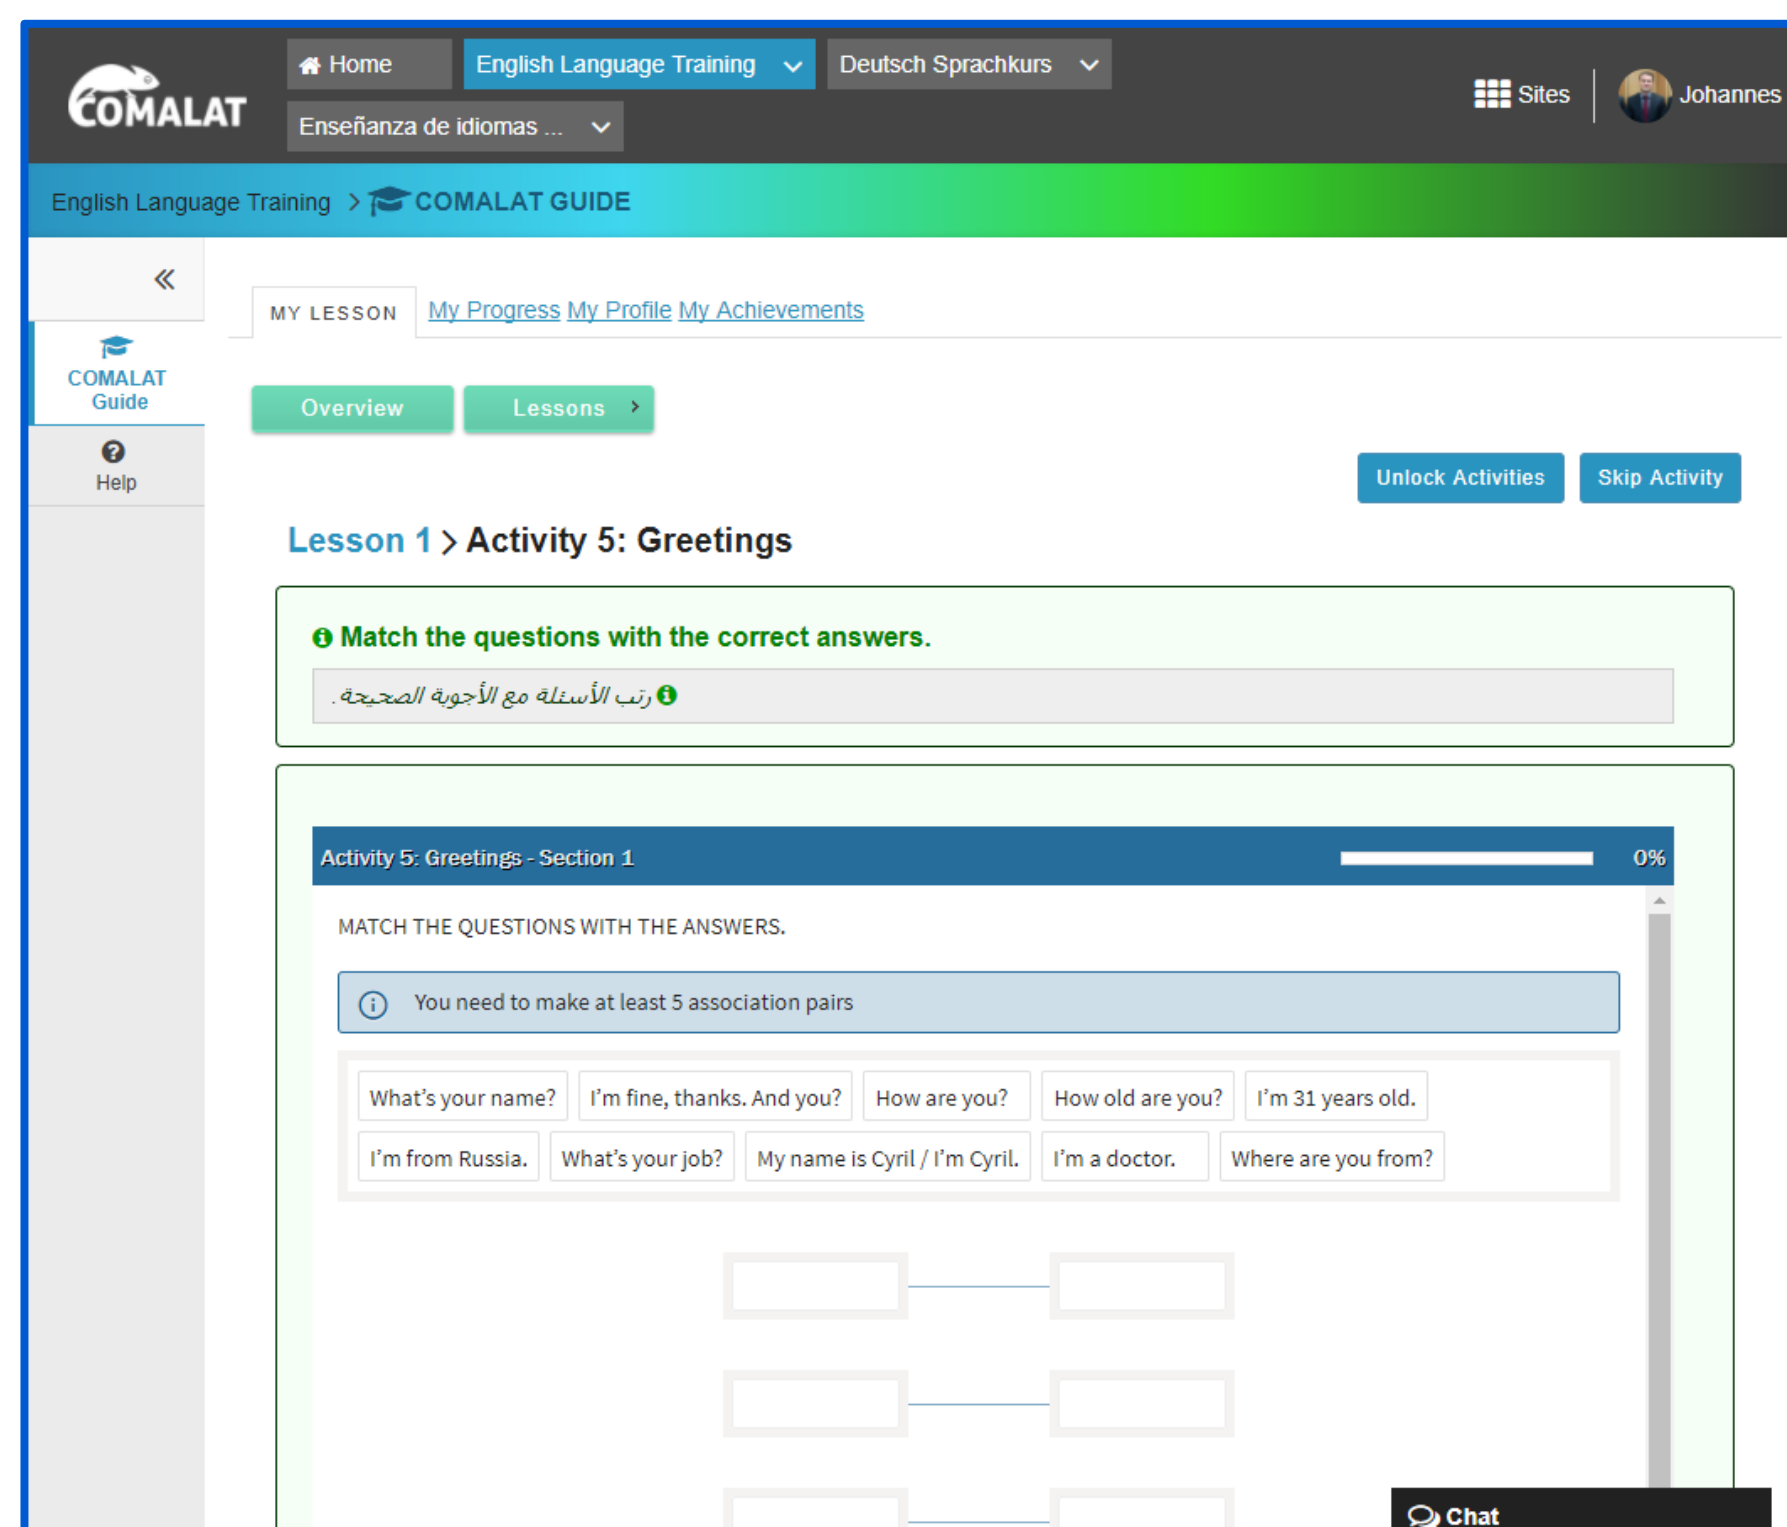 COMALAT
Home
English Language Training
Deutsch Sprachkurs
Enseñanza de idiomas ...
Sites
Johannes
English Language Training > COMALAT GUIDE
«
MY LESSON My Progress My Profile My Achievements
COMALAT
Guide
Help
Overview
Lessons >
Unlock Activities
Skip Activity
Lesson 1 > Activity 5: Greetings
Match the questions with the correct answers.
رتب الأسئلة مع الأجوبة الصحيحة.
Activity 5: Greetings - Section 1
0%
MATCH THE QUESTIONS WITH THE ANSWERS.
You need to make at least 5 association pairs
What’s your name? I’m fine, thanks. And you? How are you? How old are you? I’m 31 years old.
I’m from Russia. What’s your job? My name is Cyril / I’m Cyril. I’m a doctor. Where are you from?
Chat